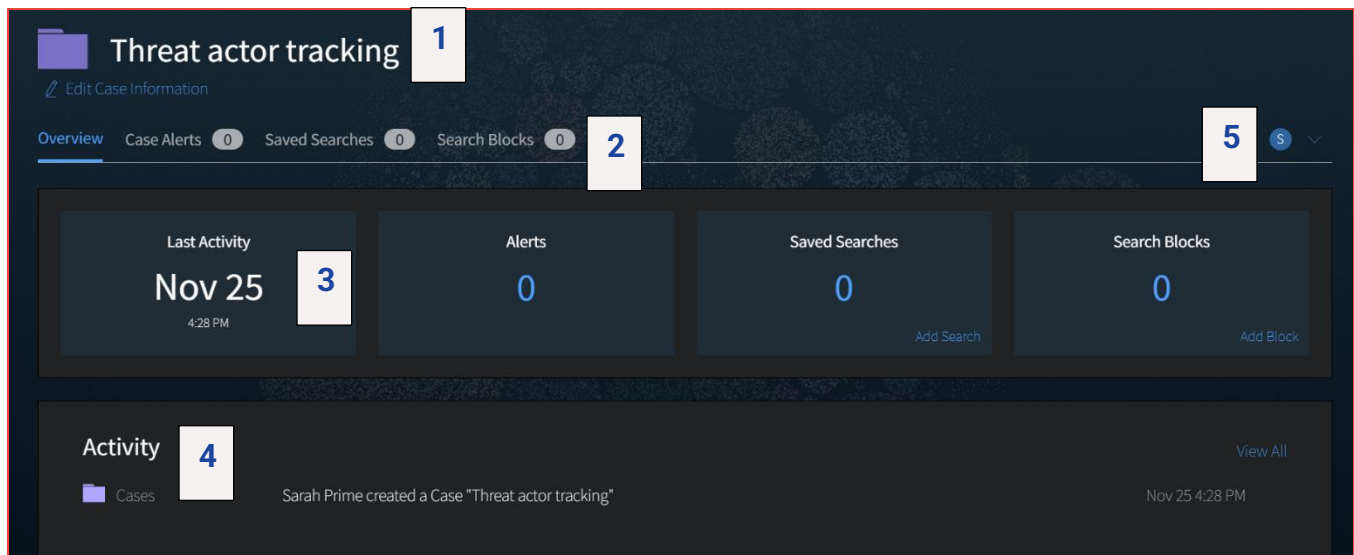 Threat actor tracking 1
Edit Case Information
Overview Case Alerts 0 Saved Searches 0 Search Blocks 0 2 5 S
Last Activity Alerts Saved Searches Search Blocks
Nov 25 3 0 0 0
4:28 PM
Add Search Add Block
Activity 4 View All
Cases Sarah Prime created a Case "Threat actor tracking" Nov 25 4:28 PM